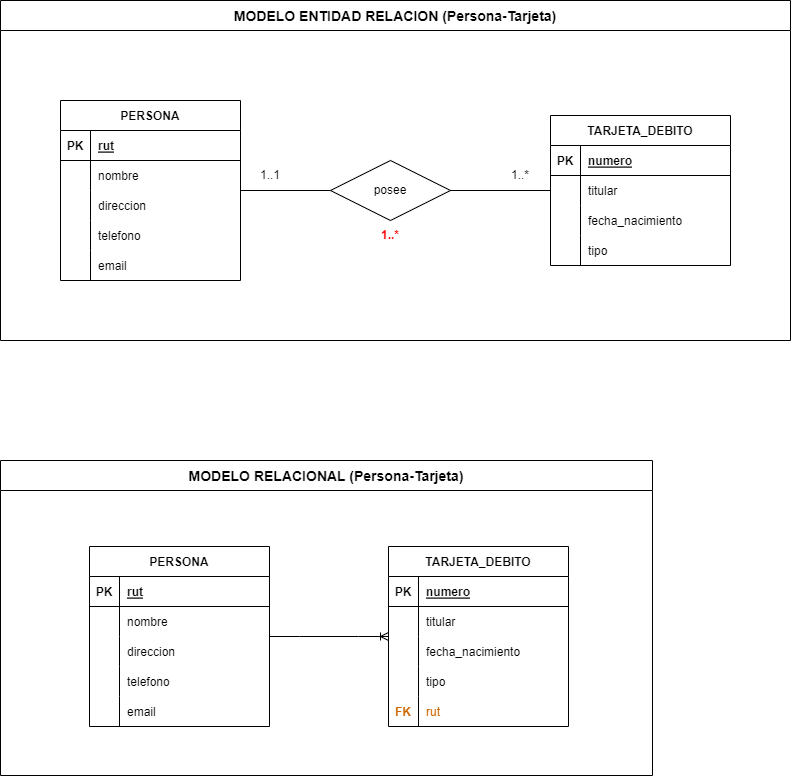 MODELO ENTIDAD RELACION (Persona-Tarjeta)
PERSONA
PK rut
nombre
direccion
telefono
email
1..1
posee
1..*
1..*
TARJETA_DEBITO
PK numero
titular
fecha_nacimiento
tipo
MODELO RELACIONAL (Persona-Tarjeta)
PERSONA
PK rut
nombre
direccion
telefono
email
TARJETA_DEBITO
PK numero
titular
fecha_nacimiento
tipo
FK rut